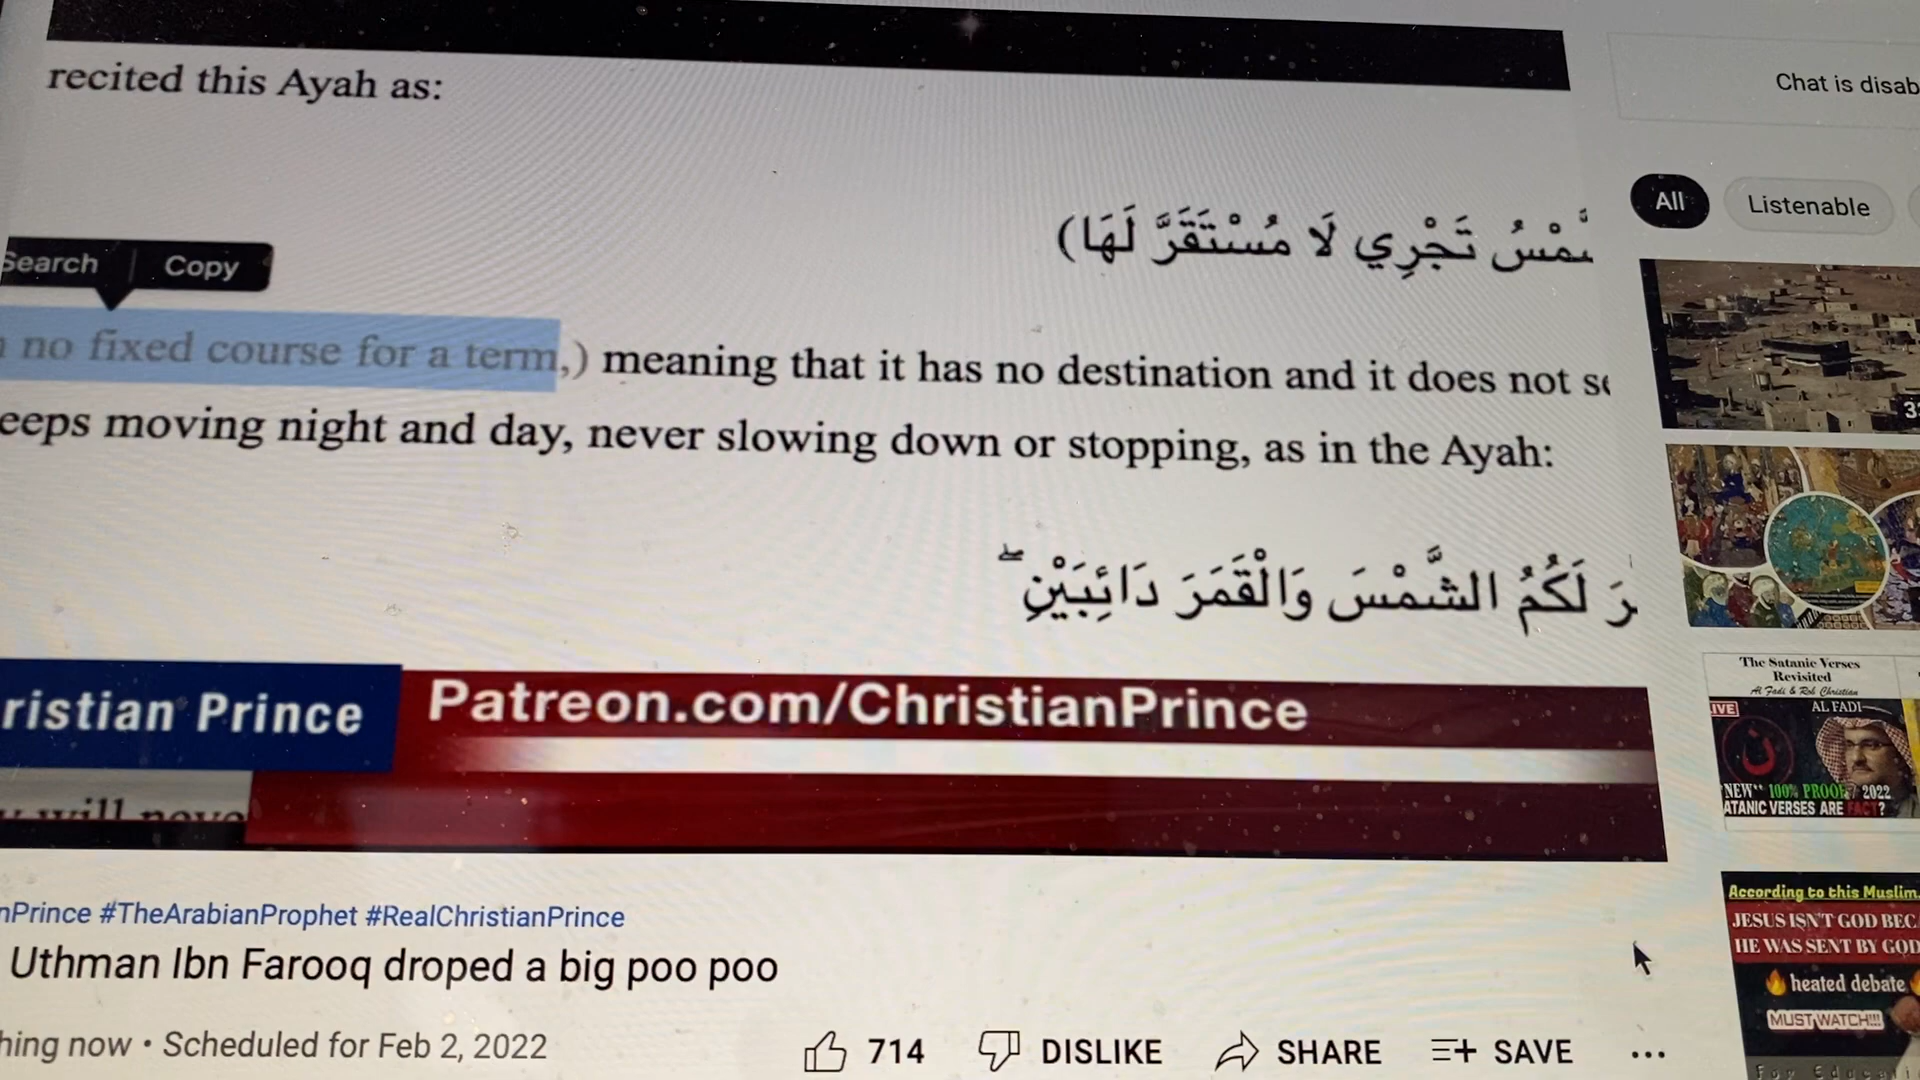 recited this Ayah as:
Chat is disab
تَجْرِي لَا مُسْتَقَرَّ لَهَا)
All
Listenable
Search
Copy
no fixed course for a term,) meaning that it has no destination and it does not
eeps moving night and day, never slowing down or stopping, as in the Ayah:
لَكُمُ الشَّمْسَ وَالْقَمَرَ دَائِبَيْنِ ۖ
ristian Prince
Patreon.com/ChristianPrince
The Satanic Verses
Revisited
Al Fadi & Rob Christian
LIVE
AL FADI
NEW** 100% PROOF / 2022
ATANIC VERSES ARE FACT?
nPrince #TheArabianProphet #RealChristianPrince
Uthman Ibn Farooq droped a big poo poo
hing now • Scheduled for Feb 2, 2022
714
DISLIKE
SHARE
SAVE
According to this Muslim
JESUS ISN'T GOD BEC
HE WAS SENT BY GOD
heated debate
MUST WATCH!!!